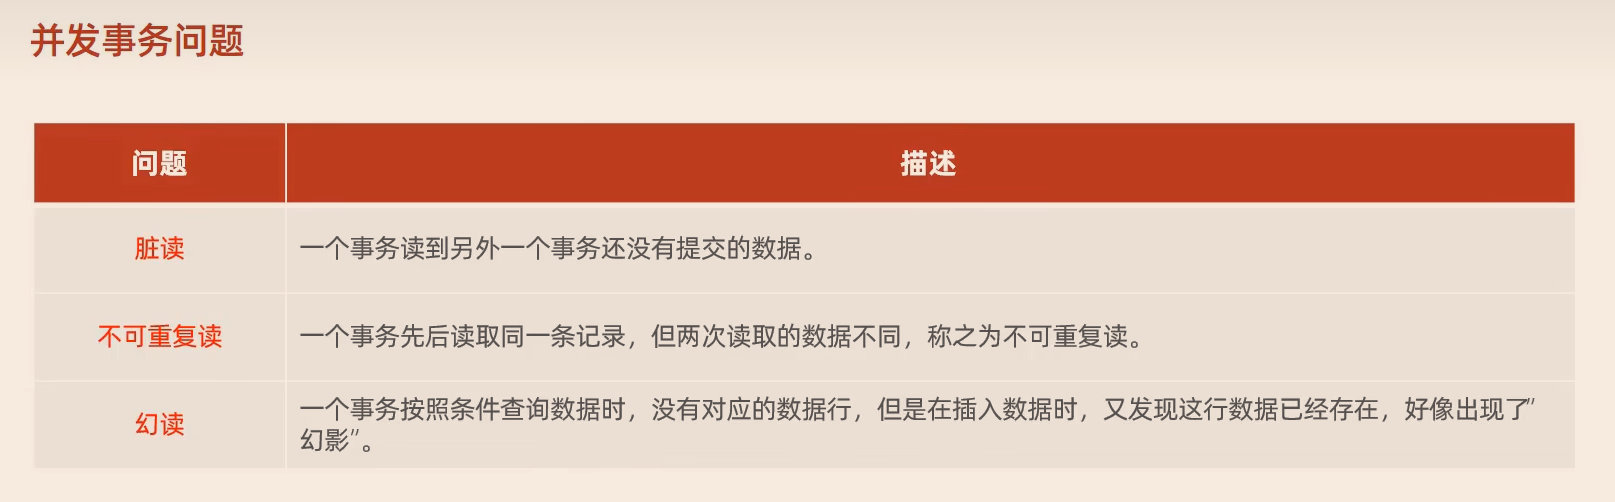 并发事务问题
问题 描述
脏读 一个事务读到另外一个事务还没有提交的数据。
不可重复读 一个事务先后读取同一条记录，但两次读取的数据不同，称之为不可重复读。
幻读 一个事务按照条件查询数据时，没有对应的数据行，但是在插入数据时，又发现这行数据已经存在，好像出现了"
幻影"。